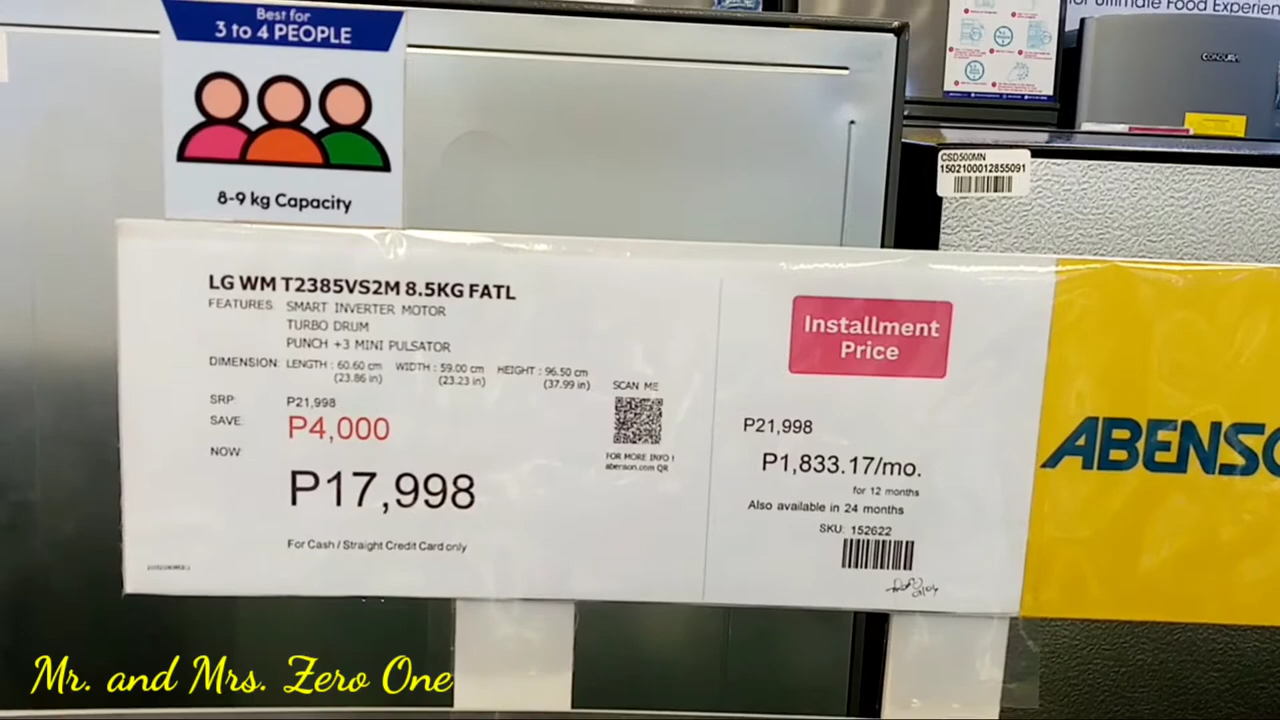 Best for
3 to 4 PEOPLE
8-9 kg Capacity
for Ultimate Food Experien
CONDURA
CSD500MN
1502100012855091
LG WM T2385VS2M 8.5KG FATL
FEATURES: SMART INVERTER MOTOR
TURBO DRUM
PUNCH +3 MINI PULSATOR
DIMENSION: LENGTH : 60.60 cm WIDTH : 59.00 cm HEIGHT : 96.50 cm
(23.86 in) (23.23 in) (37.99 in)
SRP: P21,998
SAVE: P4,000
NOW: P17,998
For Cash / Straight Credit Card only
SCAN ME
FOR MORE INFO !
abenson.com QR
Installment
Price
P21,998
P1,833.17/mo.
for 12 months
Also available in 24 months
SKU: 152622
ABENSO
Mr. and Mrs. Zero One